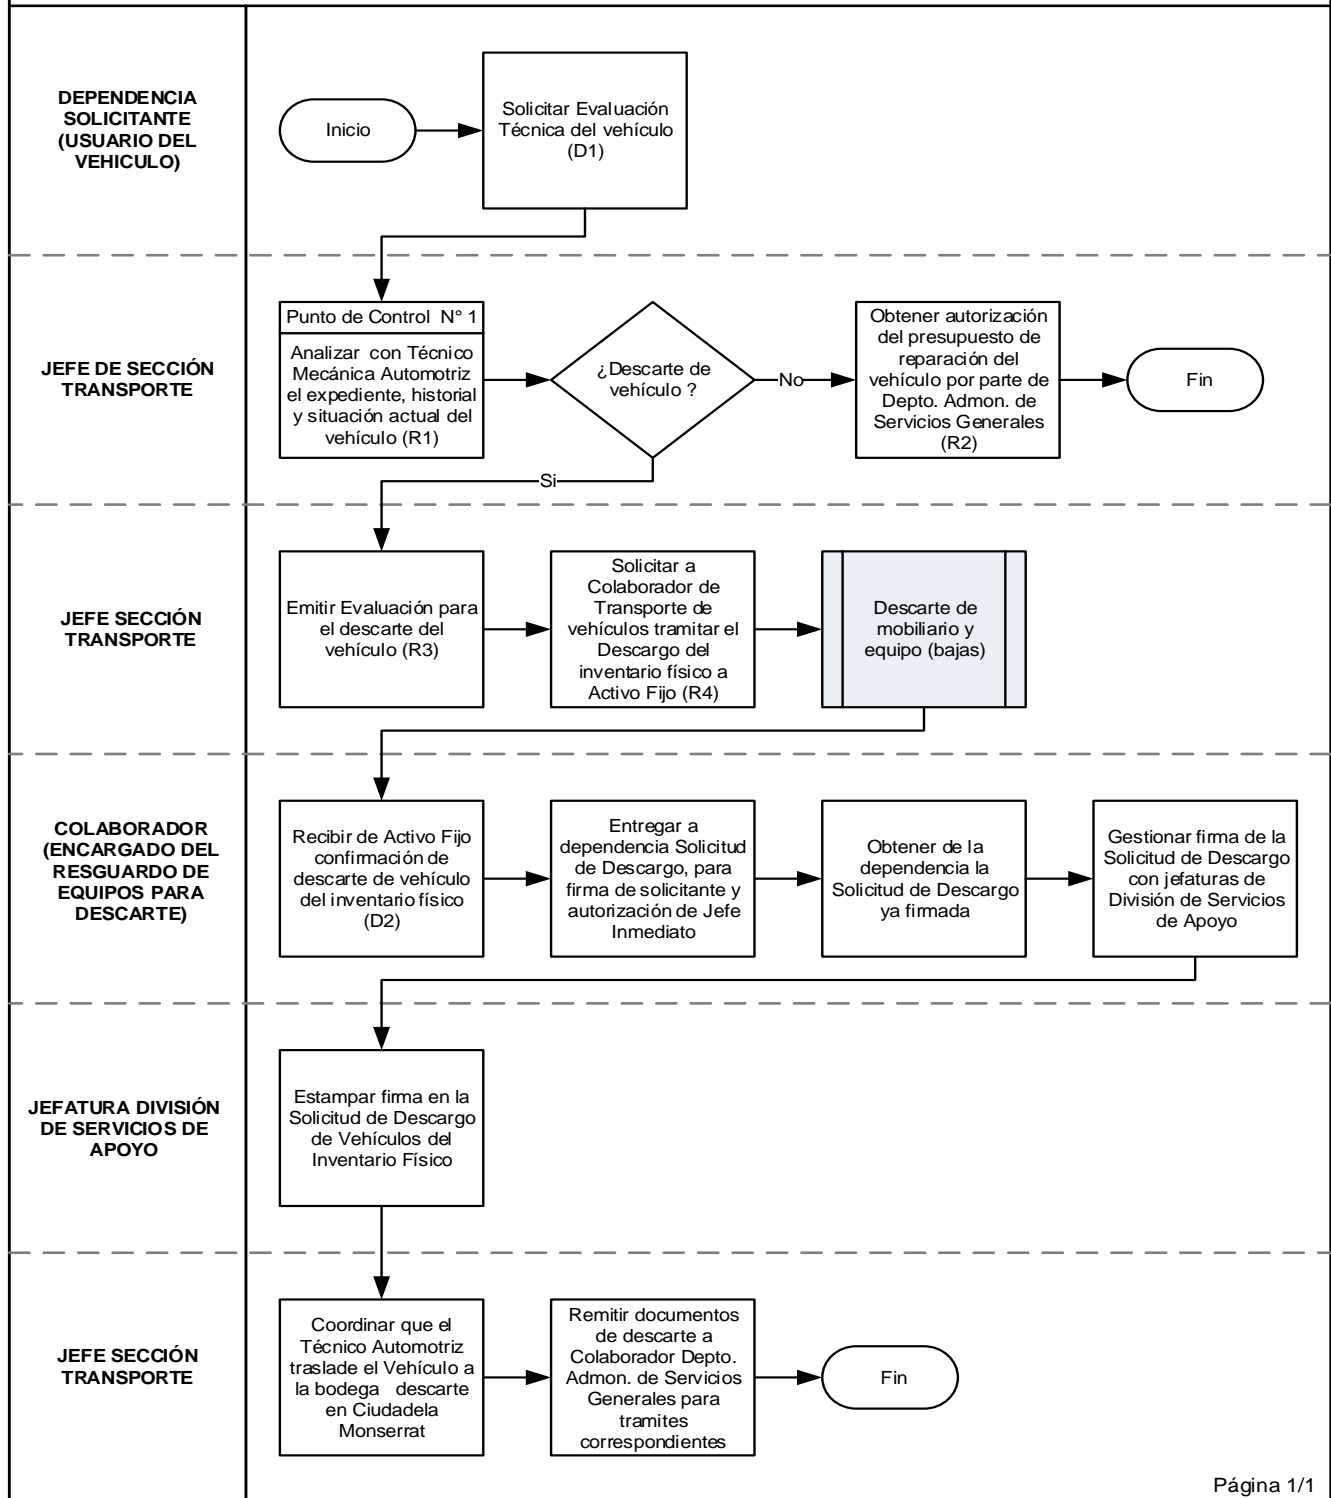 DEPENDENCIA
SOLICITANTE
(USUARIO DEL
VEHICULO)
Inicio
Solicitar Evaluación
Técnica del vehículo
(D1)
JEFE DE SECCIÓN
TRANSPORTE
Punto de Control N° 1
Analizar con Técnico
Mecánica Automotriz
el expediente, historial
y situación actual del
vehículo (R1)
¿Descarte de
vehículo ?
No
Si
Obtener autorización
del presupuesto de
reparación del
vehículo por parte de
Depto. Admon. de
Servicios Generales
(R2)
Fin
JEFE SECCIÓN
TRANSPORTE
Emitir Evaluación para
el descarte del
vehículo (R3)
Solicitar a
Colaborador de
Transporte de
vehículos tramitar el
Descargo del
inventario físico a
Activo Fijo (R4)
Descarte de
mobiliario y
equipo (bajas)
COLABORADOR
(ENCARGADO DEL
RESGUARDO DE
EQUIPOS PARA
DESCARTE)
Recibir de Activo Fijo
confirmación de
descarte de vehículo
del inventario físico
(D2)
Entregar a
dependencia Solicitud
de Descargo, para
firma de solicitante y
autorización de Jefe
Inmediato
Obtener de la
dependencia la
Solicitud de Descargo
ya firmada
Gestionar firma de la
Solicitud de Descargo
con jefaturas de
División de Servicios
de Apoyo
JEFATURA DIVISIÓN
DE SERVICIOS DE
APOYO
Estampar firma en la
Solicitud de Descargo
de Vehículos del
Inventario Físico
JEFE SECCIÓN
TRANSPORTE
Coordinar que el
Técnico Automotriz
traslade el Vehículo a
la bodega descarte
en Ciudadela
Monserrat
Remitir documentos
de descarte a
Colaborador Depto.
Admon. de Servicios
Generales para
tramites
correspondientes
Fin
Página 1/1